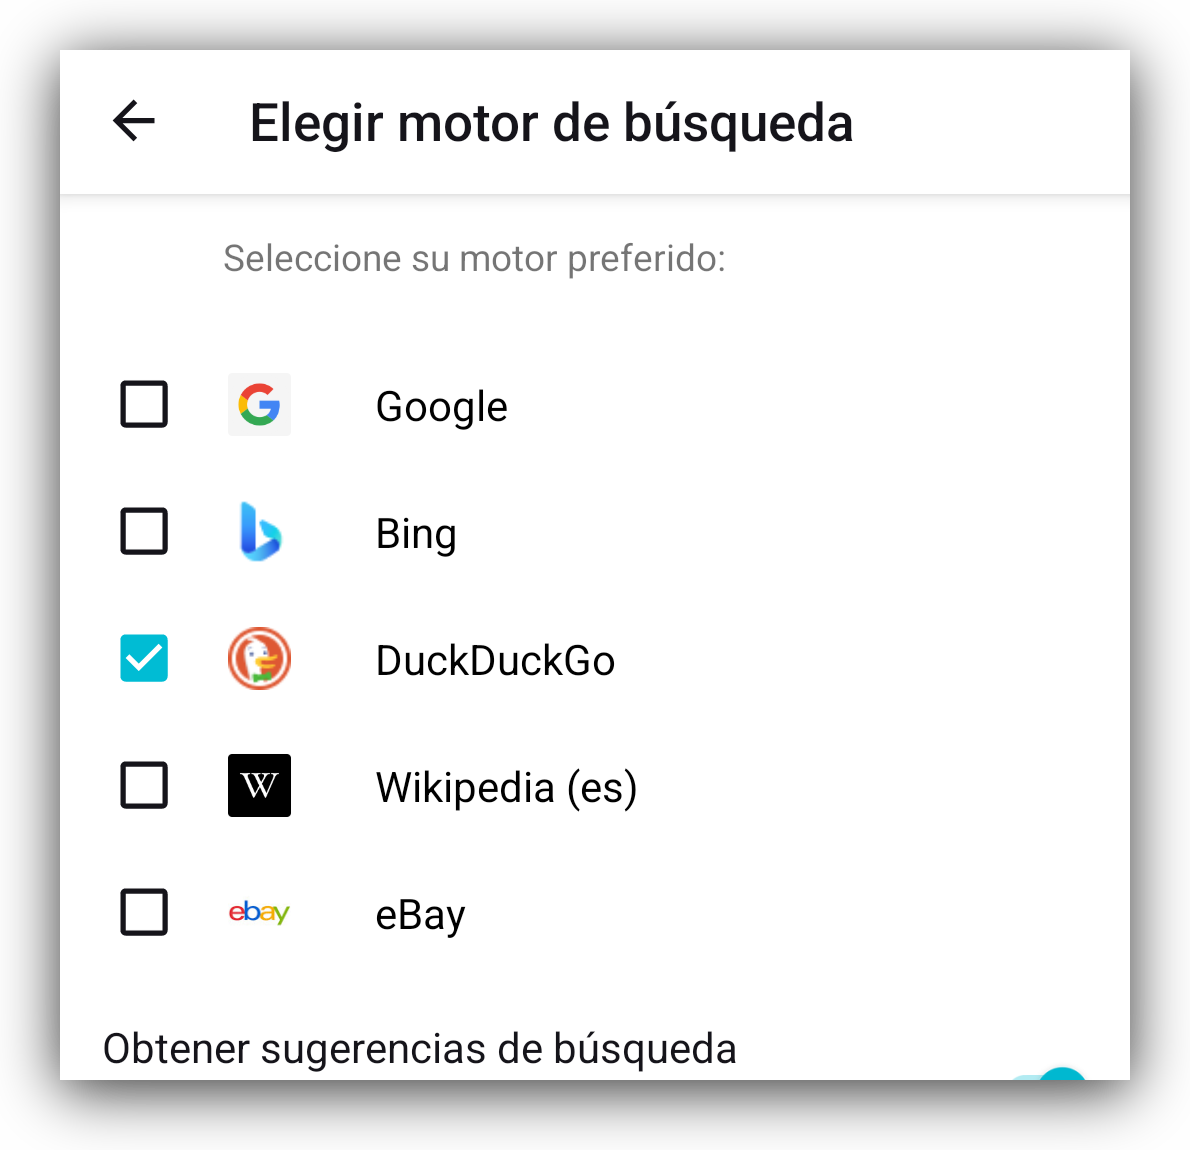 Elegir motor de búsqueda
Seleccione su motor preferido:
G Google
b Bing
DuckDuckGo
W Wikipedia (es)
ebay eBay
Obtener sugerencias de búsqueda